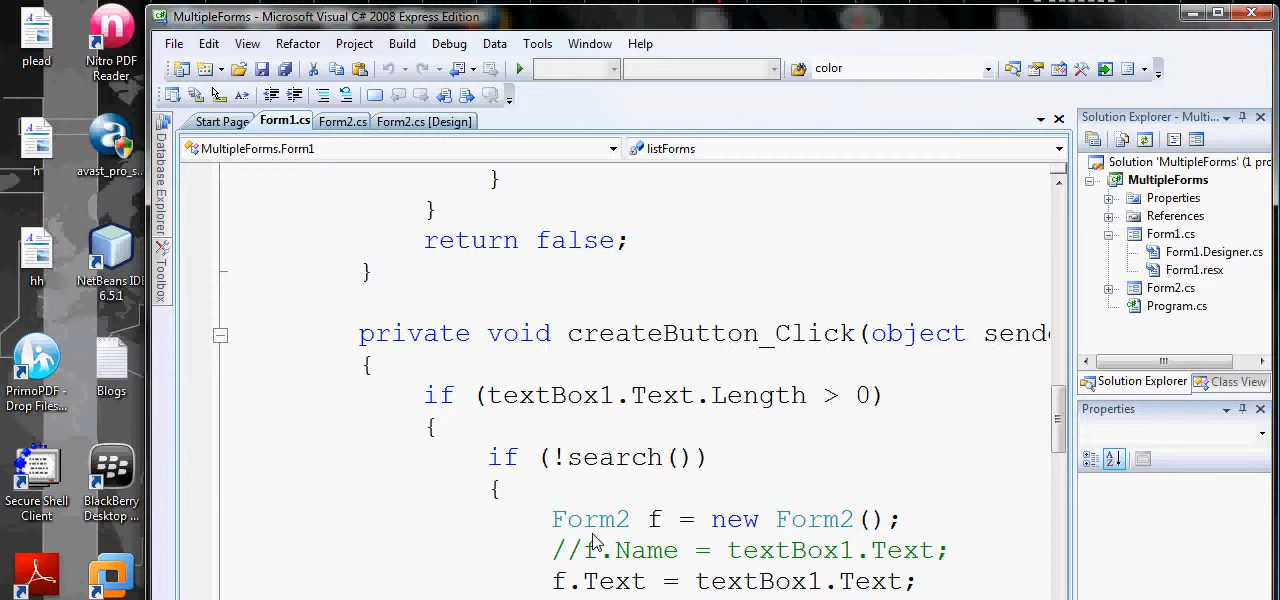 plead
Nitro PDF
Reader
h
avast_pro_s...
hh
NetBeans IDE
6.5.1
PrimoPDF -
Drop Files...
Blogs
Secure Shell
Client
BlackBerry
Desktop ...
MultipleForms - Microsoft Visual C# 2008 Express Edition
File Edit View Refactor Project Build Debug Data Tools Window Help
color
Start Page Form1.cs Form2.cs Form2.cs [Design]
MultipleForms.Form1 listForms
Database Explorer
Toolbox
}
}
return false;
}
private void createButton_Click(object sende
{
if (textBox1.Text.Length > 0)
{
if (!search())
{
Form2 f = new Form2();
//f.Name = textBox1.Text;
f.Text = textBox1.Text;
Solution Explorer - Multi...
Solution 'MultipleForms' (1 pro
MultipleForms
Properties
References
Form1.cs
Form1.Designer.cs
Form1.resx
Form2.cs
Program.cs
Solution Explorer Class View
Properties